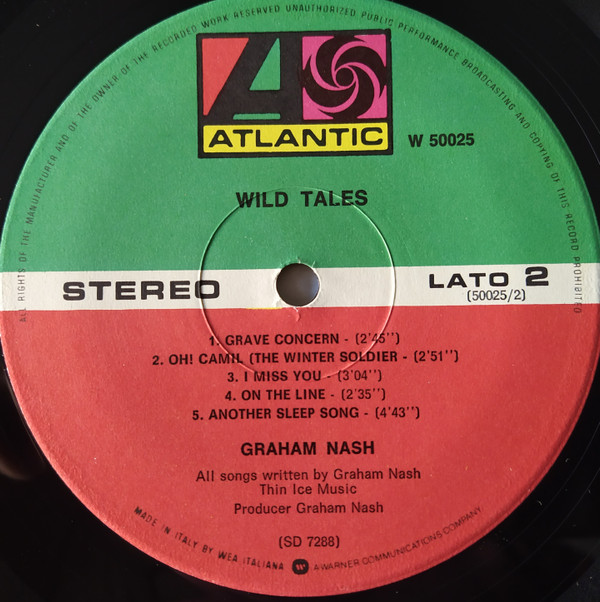 ALL RIGHTS OF THE MANUFACTURER AND OF THE OWNER OF THE RECORDED WORK RESERVED UNAUTHORIZED PUBLIC PERFORMANCE BROADCASTING AND COPYING OF THIS RECORD PROHIBITED
ATLANTIC
W 50025
WILD TALES
STEREO
LATO 2
(50025/2)
1. GRAVE CONCERN - (2'45'')
2. OH! CAMIL (THE WINTER SOLDIER - (2'51'')
3. I MISS YOU - (3'04'')
4. ON THE LINE - (2'35'')
5. ANOTHER SLEEP SONG - (4'43'')
GRAHAM NASH
All songs written by Graham Nash
Thin Ice Music
Producer Graham Nash
(SD 7288)
MADE IN ITALY BY WEA ITALIANA W A WARNER COMMUNICATIONS COMPANY